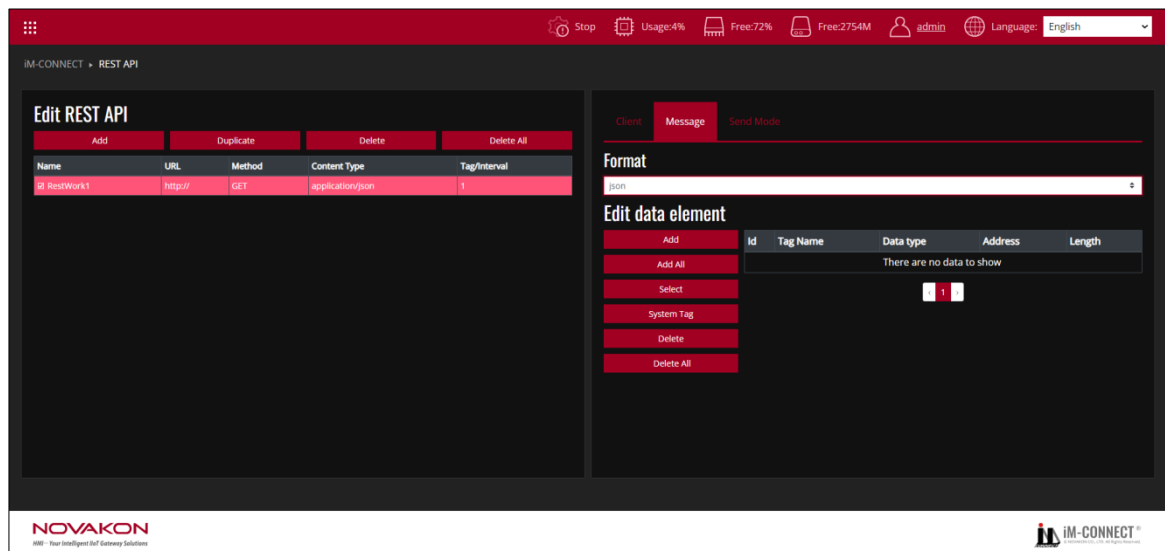 Stop Usage:4% Free:72% Free:2754M admin Language: English
iM-CONNECT ▸ REST API
Edit REST API
Add Duplicate Delete Delete All
Name URL Method Content Type Tag/Interval
RestWork1 http:// GET application/json 1
Client Message Send Mode
Format
json
Edit data element
Add
Add All
Select
System Tag
Delete
Delete All
Id Tag Name Data type Address Length
There are no data to show
‹ 1 ›
NOVAKON
HMI - Your Intelligent IIoT Gateway Solutions
iM-CONNECT®